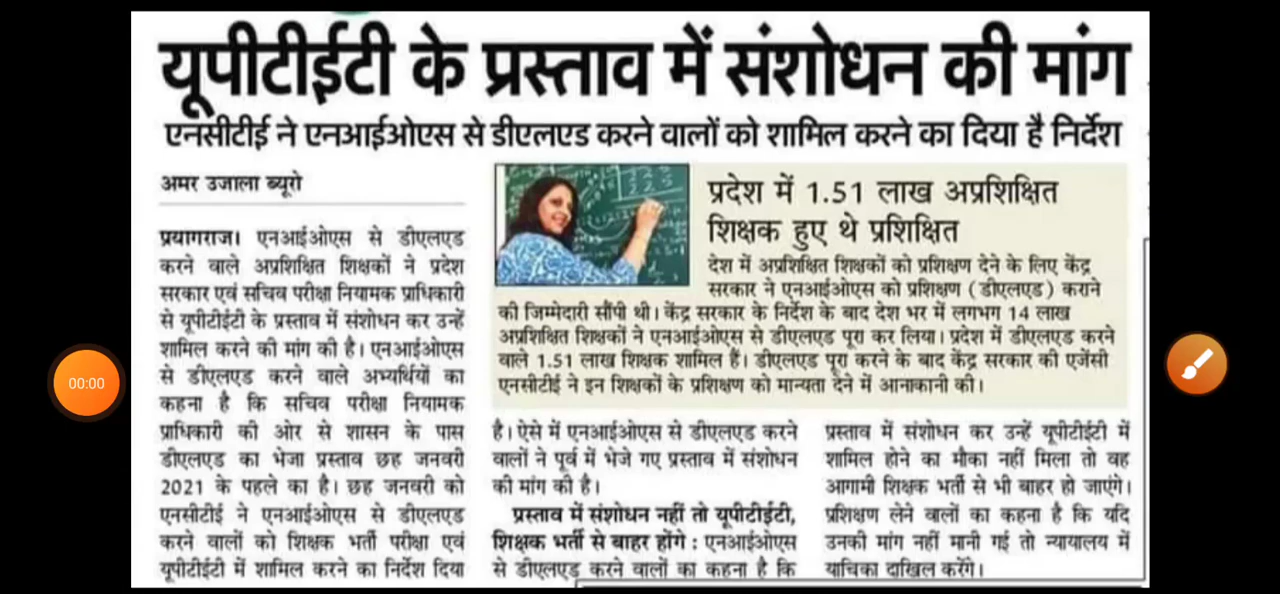 यूपीटीईटी के प्रस्ताव में संशोधन की मांग
एनसीटीई ने एनआईओएस से डीएलएड करने वालों को शामिल करने का दिया है निर्देश
अमर उजाला ब्यूरो
प्रयागराज। एनआईओएस से डीएलएड
करने वाले अप्रशिक्षित शिक्षकों ने प्रदेश
सरकार एवं सचिव परीक्षा नियामक प्राधिकारी
से यूपीटीईटी के प्रस्ताव में संशोधन कर उन्हें
शामिल करने की मांग की है। एनआईओएस
से डीएलएड करने वाले अभ्यर्थियों का
कहना है कि सचिव परीक्षा नियामक
प्राधिकारी की ओर से शासन के पास
डीएलएड का भेजा प्रस्ताव छह जनवरी
2021 के पहले का है। छह जनवरी को
एनसीटीई ने एनआईओएस से डीएलएड
करने वालों को शिक्षक भर्ती परीक्षा एवं
यूपीटीईटी में शामिल करने का निर्देश दिया
प्रदेश में 1.51 लाख अप्रशिक्षित
शिक्षक हुए थे प्रशिक्षित
देश में अप्रशिक्षित शिक्षकों को प्रशिक्षण देने के लिए केंद्र
सरकार ने एनआईओएस को प्रशिक्षण (डीएलएड) कराने
की जिम्मेदारी सौंपी थी। केंद्र सरकार के निर्देश के बाद देश भर में लगभग 14 लाख
अप्रशिक्षित शिक्षकों ने एनआईओएस से डीएलएड पूरा कर लिया। प्रदेश में डीएलएड करने
वाले 1.51 लाख शिक्षक शामिल हैं। डीएलएड पूरा करने के बाद केंद्र सरकार की एजेंसी
एनसीटीई ने इन शिक्षकों के प्रशिक्षण को मान्यता देने में आनाकानी की।
है। ऐसे में एनआईओएस से डीएलएड करने
वालों ने पूर्व में भेजे गए प्रस्ताव में संशोधन
की मांग की है।
प्रस्ताव में संशोधन नहीं तो यूपीटीईटी,
शिक्षक भर्ती से बाहर होंगे : एनआईओएस
से डीएलएड करने वालों का कहना है कि
प्रस्ताव में संशोधन कर उन्हें यूपीटीईटी में
शामिल होने का मौका नहीं मिला तो वह
आगामी शिक्षक भर्ती से भी बाहर हो जाएंगे।
प्रशिक्षण लेने वालों का कहना है कि यदि
उनकी मांग नहीं मानी गई तो न्यायालय में
याचिका दाखिल करेंगे।
00:00